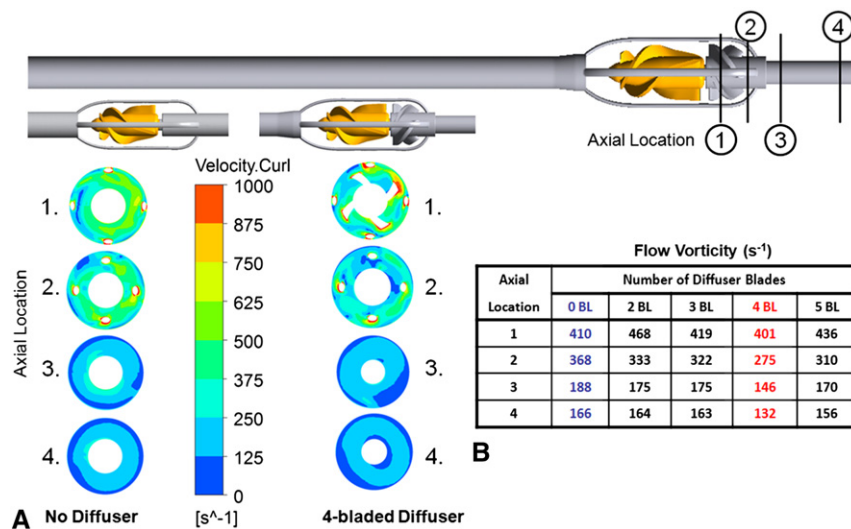 2
4
Axial Location
1
3
Velocity.Curl
1000
875
750
625
500
375
250
125
0
[s^-1]
Axial Location
1.
2.
3.
4.
1.
2.
3.
4.
A
No Diffuser
4-bladed Diffuser
Flow Vorticity (s⁻¹)
Axial Location
Number of Diffuser Blades
0 BL 2 BL 3 BL 4 BL 5 BL
1 410 468 419 401 436
2 368 333 322 275 310
3 188 175 175 146 170
4 166 164 163 132 156
B